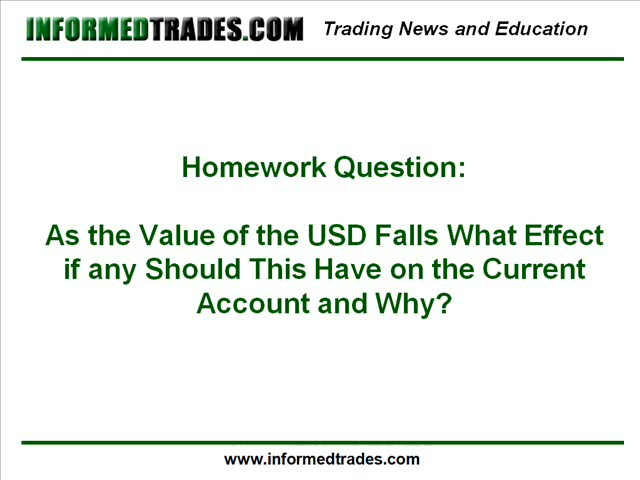 INFORMEDTRADES.COM Trading News and Education
Homework Question:
As the Value of the USD Falls What Effect
if any Should This Have on the Current
Account and Why?
www.informedtrades.com